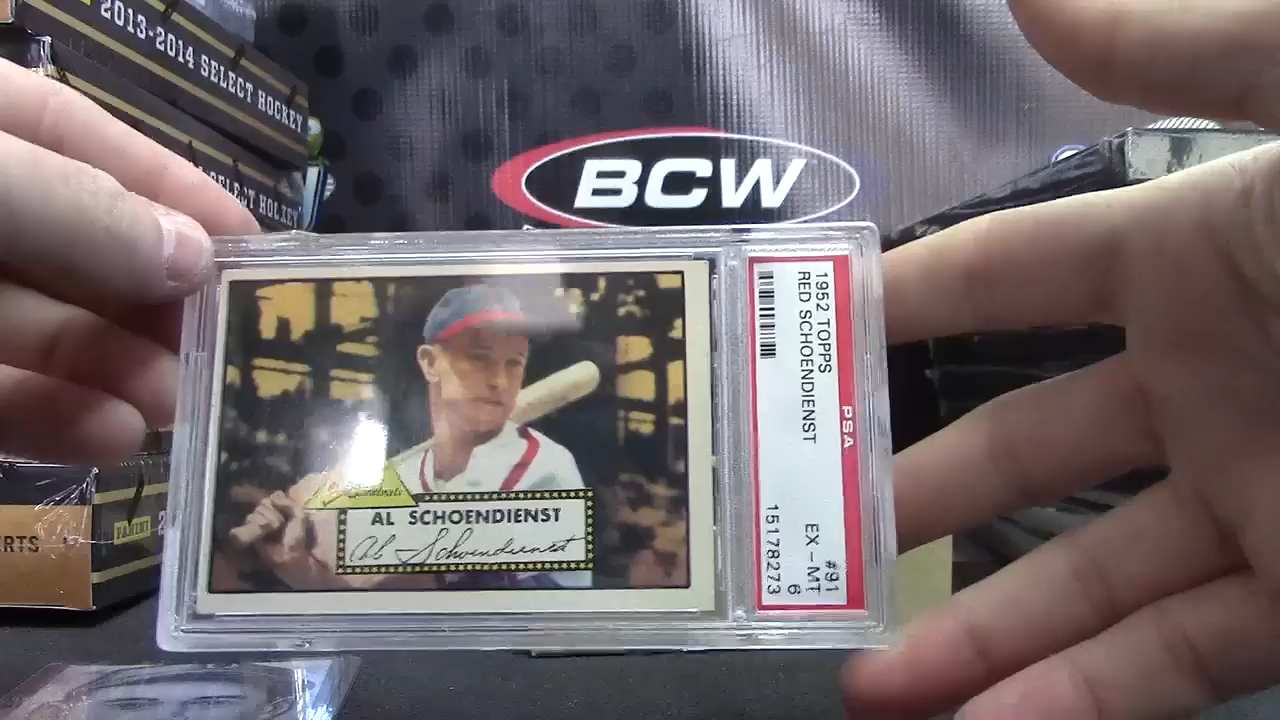 2013-2014 SELECT HOCKEY
SELECT HOCKEY
BCW
1952 TOPPS
RED SCHOENDIENST
PSA
#91
EX - MT
6
15178273
Cardinals
AL SCHOENDIENST
Al Schoendienst
PANINI